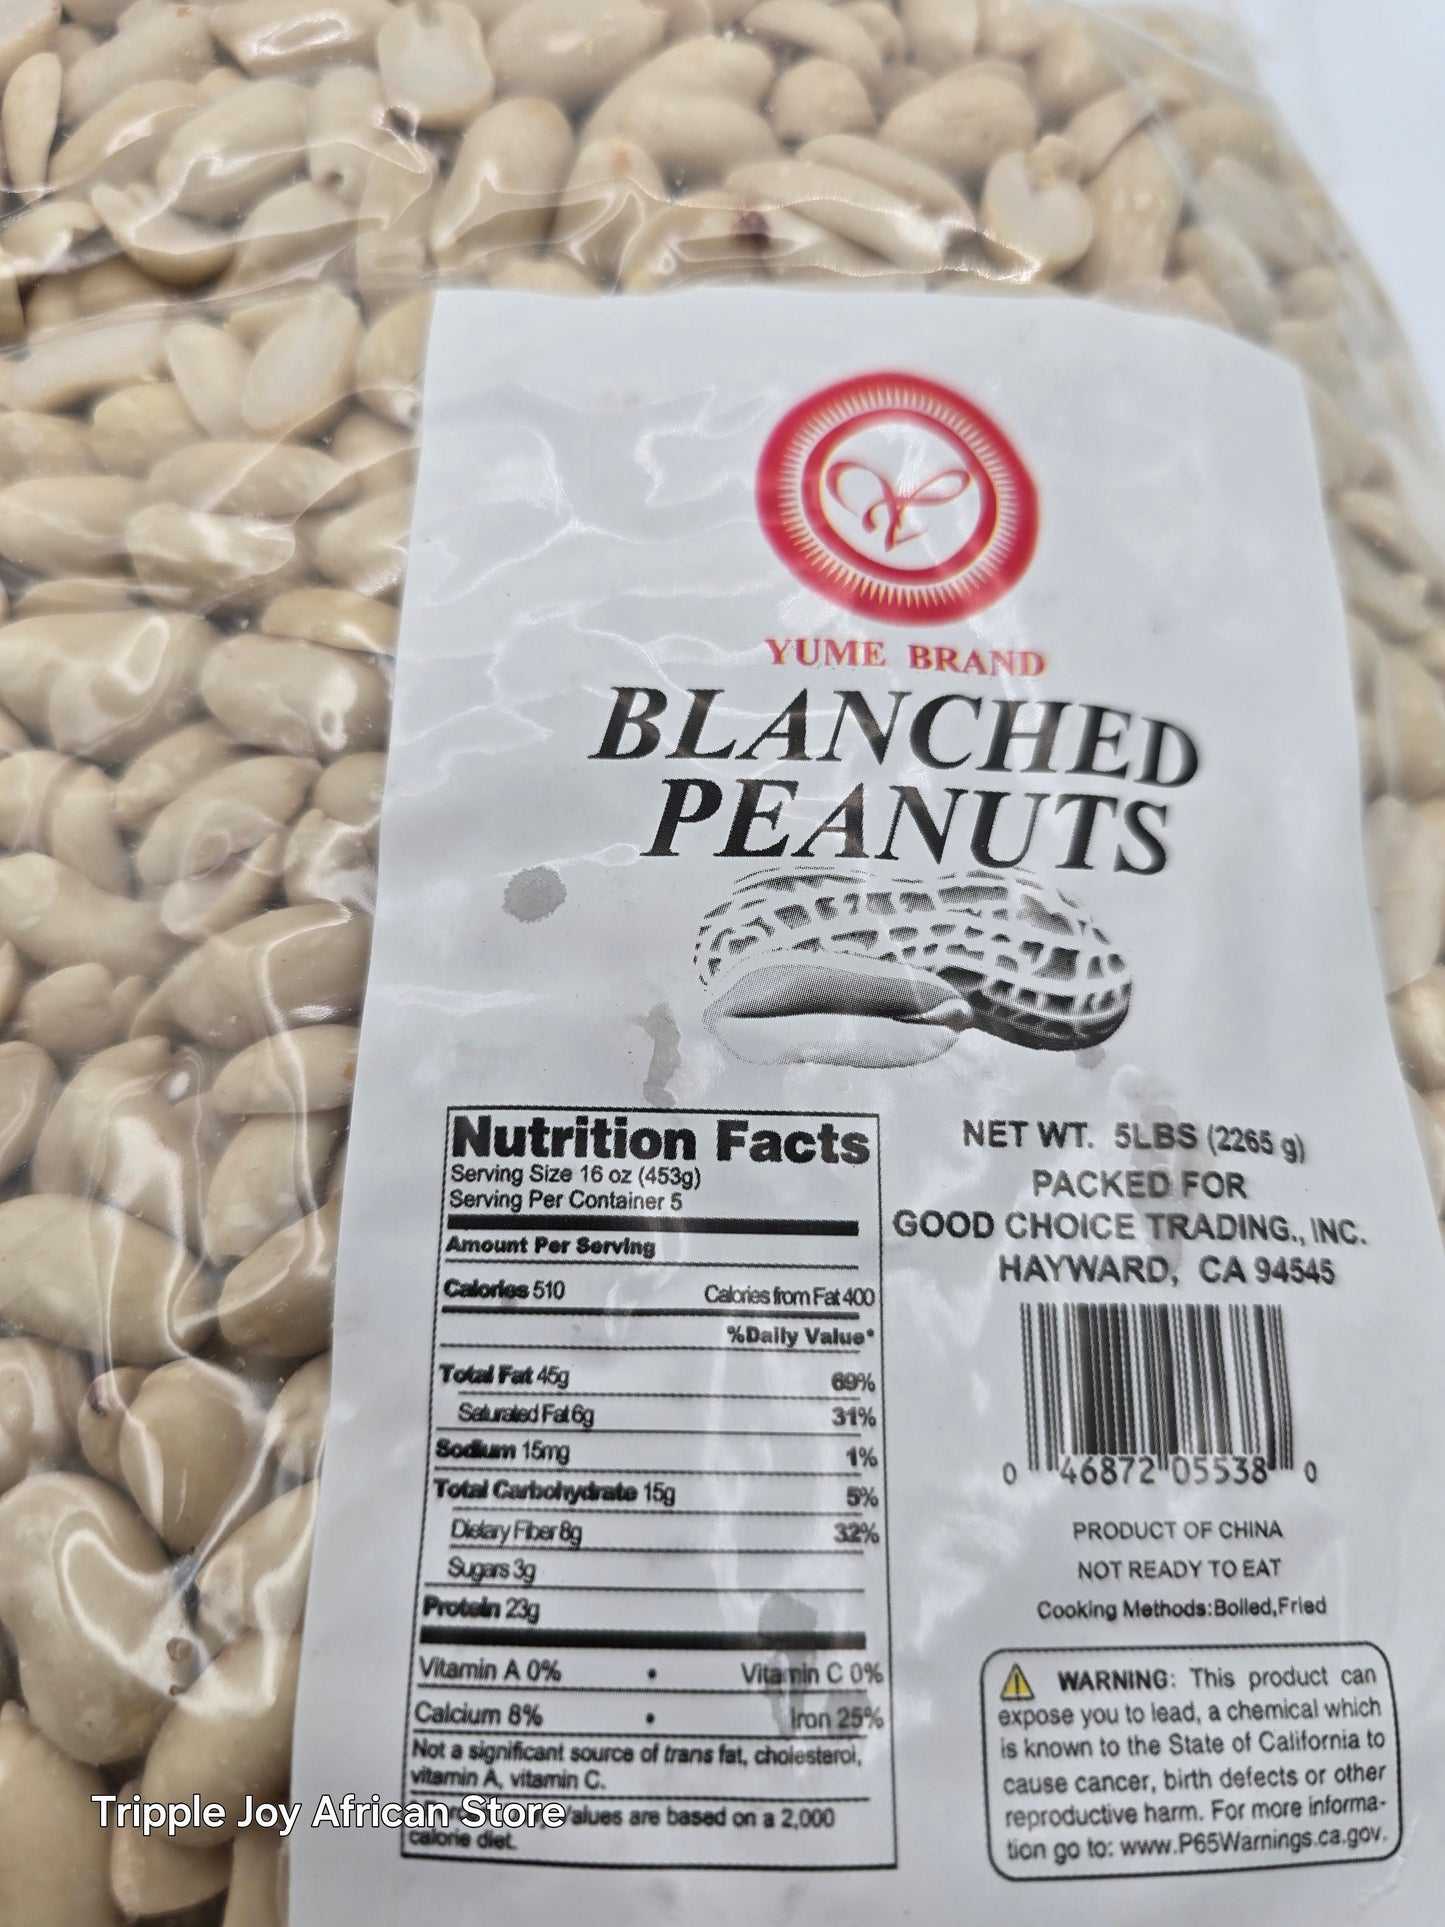 YUME BRAND
BLANCHED
PEANUTS
Nutrition Facts
Serving Size 16 oz (453g)
Serving Per Container 5
Amount Per Serving
Calories 510 Calories from Fat 400
%Daily Value*
Total Fat 45g 69%
Saturated Fat 6g 31%
Sodium 15mg 1%
Total Carbohydrate 15g 5%
Dietary Fiber 8g 32%
Sugars 3g
Protein 23g
Vitamin A 0% • Vitamin C 0%
Calcium 8% • Iron 25%
Not a significant source of trans fat, cholesterol,
vitamin A, vitamin C.
alues are based on a 2,000
calorie diet.
NET WT. 5LBS (2265 g)
PACKED FOR
GOOD CHOICE TRADING., INC.
HAYWARD, CA 94545
0 46872 05538 0
PRODUCT OF CHINA
NOT READY TO EAT
Cooking Methods:Boiled,Fried
WARNING: This product can
expose you to lead, a chemical which
is known to the State of California to
cause cancer, birth defects or other
reproductive harm. For more informa-
tion go to: www.P65Warnings.ca.gov.
Tripple Joy African Store